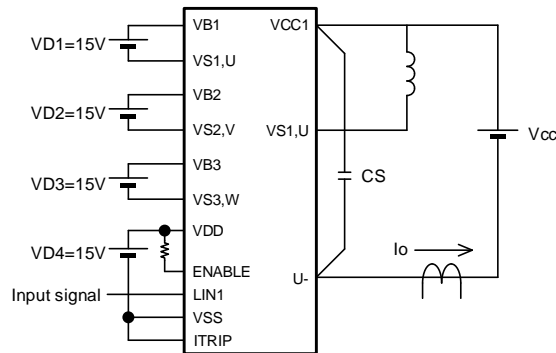 VB1
VCC1
VD1=15V
VS1,U
VB2
VD2=15V
VS2,V
VS1,U
Vcc
VB3
VD3=15V
VS3,W
CS
VDD
VD4=15V
Io
ENABLE
U-
Input signal
LIN1
VSS
ITRIP